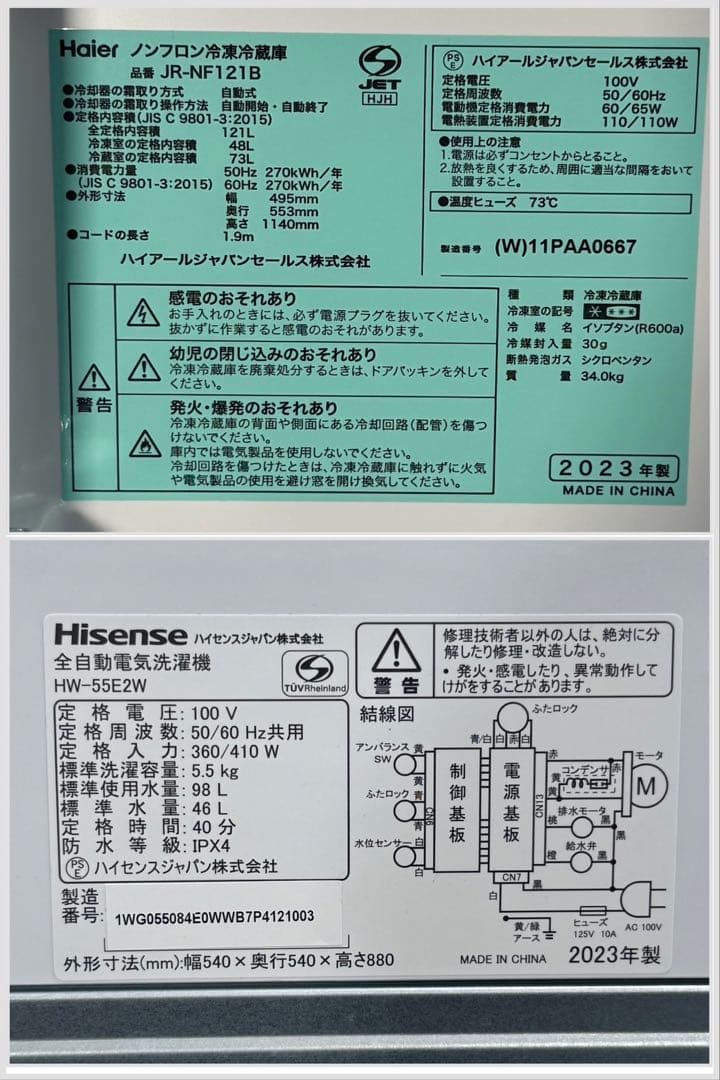 Haier ノンフロン冷凍冷蔵庫
品番 JR-NF121B
JET
HJH
●冷却器の霜取り方式 自動式
●冷却器の霜取り操作方法 自動開始・自動終了
●定格内容積(JIS C 9801-3:2015)
全定格内容積 121L
冷凍室の定格内容積 48L
冷蔵室の定格内容積 73L
●消費電力量 50Hz 270kWh/年
(JIS C 9801-3:2015) 60Hz 270kWh/年
●外形寸法 幅 495mm
奥行 553mm
高さ 1140mm
●コードの長さ 1.9m
ハイアールジャパンセールス株式会社
PSE ハイアールジャパンセールス株式会社
定格電圧 100V
定格周波数 50/60Hz
電動機定格消費電力 60/65W
電熱装置定格消費電力 110/110W
●使用上の注意
1.電源は必ずコンセントからとること。
2.放熱を良くするため、周囲に適当な間隔をおいて
設置すること。
●温度ヒューズ 73℃
製造番号 (W)11PAA0667
警告
感電のおそれあり
お手入れのときには、必ず電源プラグを抜いてください。
抜かずに作業すると感電のおそれがあります。
幼児の閉じ込みのおそれあり
冷凍冷蔵庫を廃棄処分するときは、ドアパッキンを外して
ください。
発火・爆発のおそれあり
冷凍冷蔵庫の背面や側面にある冷却回路(配管)を傷つ
けないでください。
庫内では電気製品を使用しないでください。
冷却回路を傷つけたときは、冷凍冷蔵庫に触れずに火気
や電気製品の使用を避け窓を開け換気してください。
種類 冷凍冷蔵庫
冷凍室の記号
冷媒名 イソブタン(R600a)
冷媒封入量 30g
断熱発泡ガス シクロペンタン
質量 34.0kg
2023年製
MADE IN CHINA
Hisense ハイセンスジャパン株式会社
全自動電気洗濯機
HW-55E2W
TÜVRheinland
定格電圧: 100 V
定格周波数: 50/60 Hz共用
定格入力: 360/410 W
標準洗濯容量: 5.5 kg
標準使用水量: 98 L
標準水量: 46 L
定格時間: 40 分
防水等級: IPX4
PSE ハイセンスジャパン株式会社
製造
番号: 1WG055084E0WWB7P4121003
外形寸法(mm):幅540×奥行540×高さ880
警告
修理技術者以外の人は、絶対に分
解したり修理・改造しない。
・発火・感電したり、異常動作して
けがをすることがあります。
結線図
ふたロック
青/白 白 赤 白
アンバランス
SW
黄
黄
ふたロック
青
青
水位センサー
白
白
CN6
制御基板
電源基板
CN13
CN7
赤
モータ
コンデンサ
赤
黄
黄
M
排水モータ
桃
黒
黒
給水弁
橙
黒
黒
白
黄/緑
アース
ヒューズ
125V 10A
AC 100V
MADE IN CHINA
2023年製